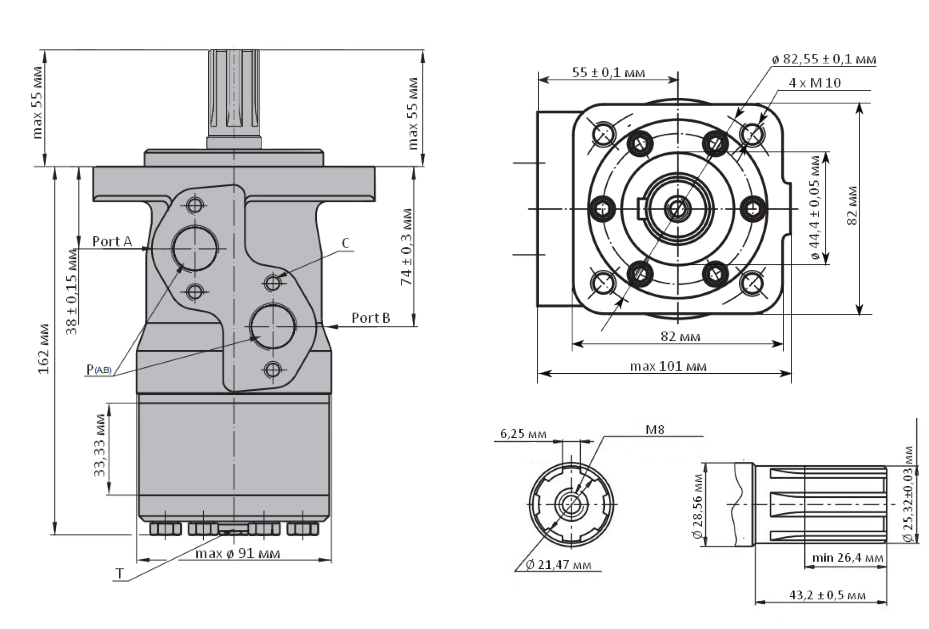 max 55 мм
max 55 мм
Port A
C
38 ± 0,15 мм
74 ± 0,3 мм
Port B
162 мм
P(A,B)
33,33 мм
max ø 91 мм
T
55 ± 0,1 мм
ø 82,55 ± 0,1 мм
4 x M 10
ø 44,4 ± 0,05 мм
82 мм
82 мм
max 101 мм
6,25 мм
M8
Ø 21,47 мм
Ø 28,56 мм
Ø 25,32±0,03 мм
min 26,4 мм
43,2 ± 0,5 мм